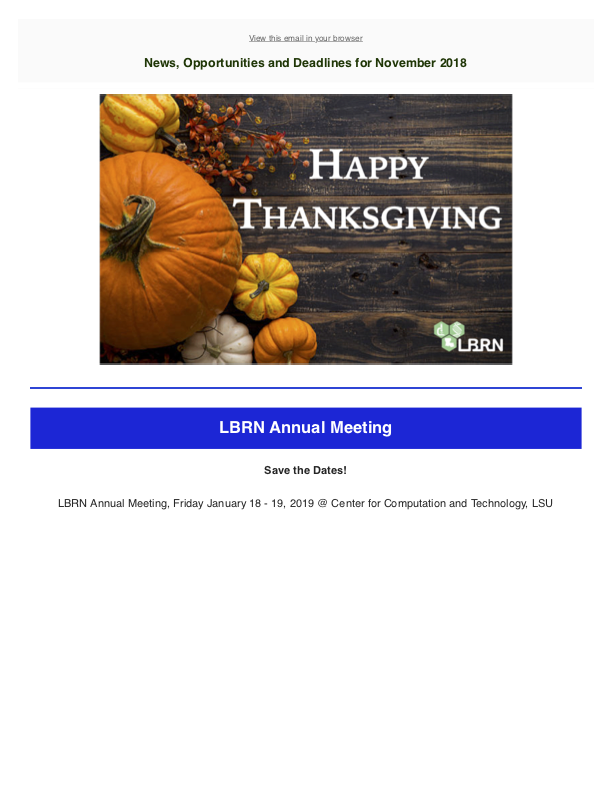 View this email in your browser
News, Opportunities and Deadlines for November 2018
HAPPY
THANKSGIVING
LBRN
LBRN Annual Meeting
Save the Dates!
LBRN Annual Meeting, Friday January 18 - 19, 2019 @ Center for Computation and Technology, LSU